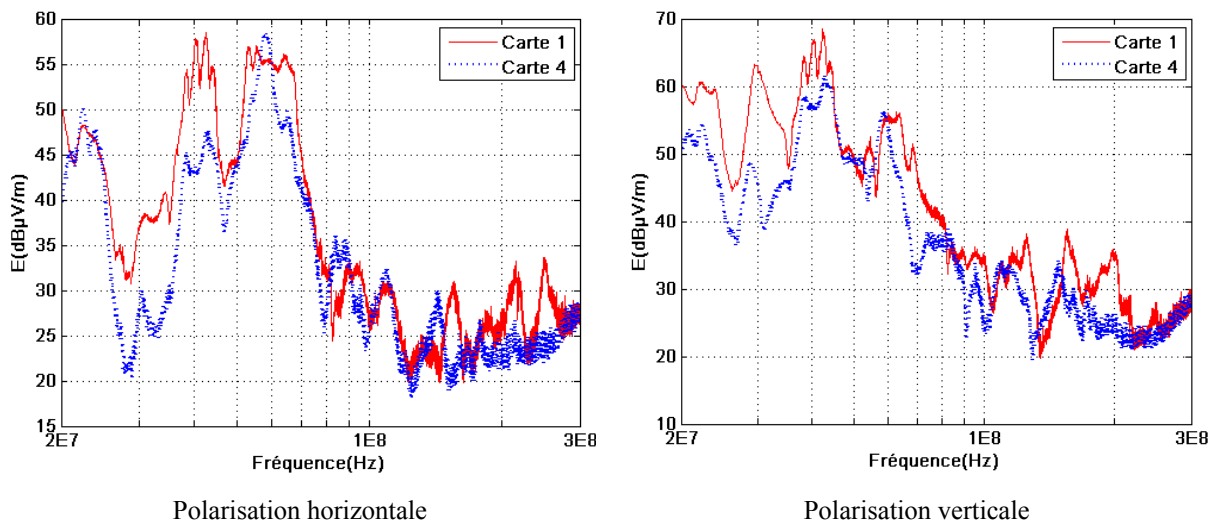 60
55
50
45
40
35
30
25
20
15
E(dBµV/m)
2E7
1E8
3E8
Fréquence(Hz)
Carte 1
Carte 4
Polarisation horizontale
70
60
50
40
30
20
10
E(dBµV/m)
2E7
1E8
3E8
Fréquence(Hz)
Carte 1
Carte 4
Polarisation verticale